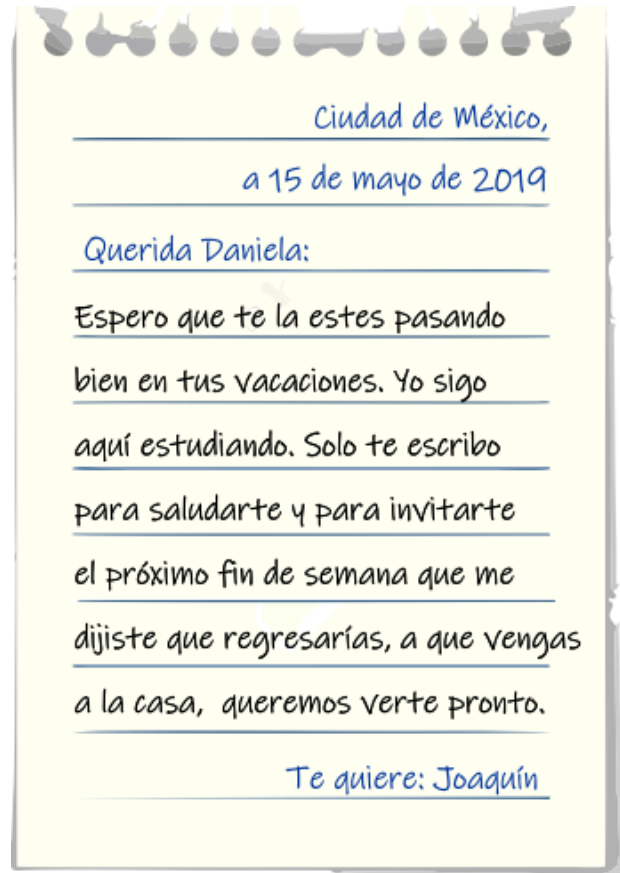 Ciudad de México,
a 15 de mayo de 2019
Querida Daniela:
Espero que te la estes pasando
bien en tus vacaciones. Yo sigo
aquí estudiando. Solo te escribo
para saludarte y para invitarte
el próximo fin de semana que me
dijiste que regresarías, a que vengas
a la casa, queremos verte pronto.
Te quiere: Joaquín